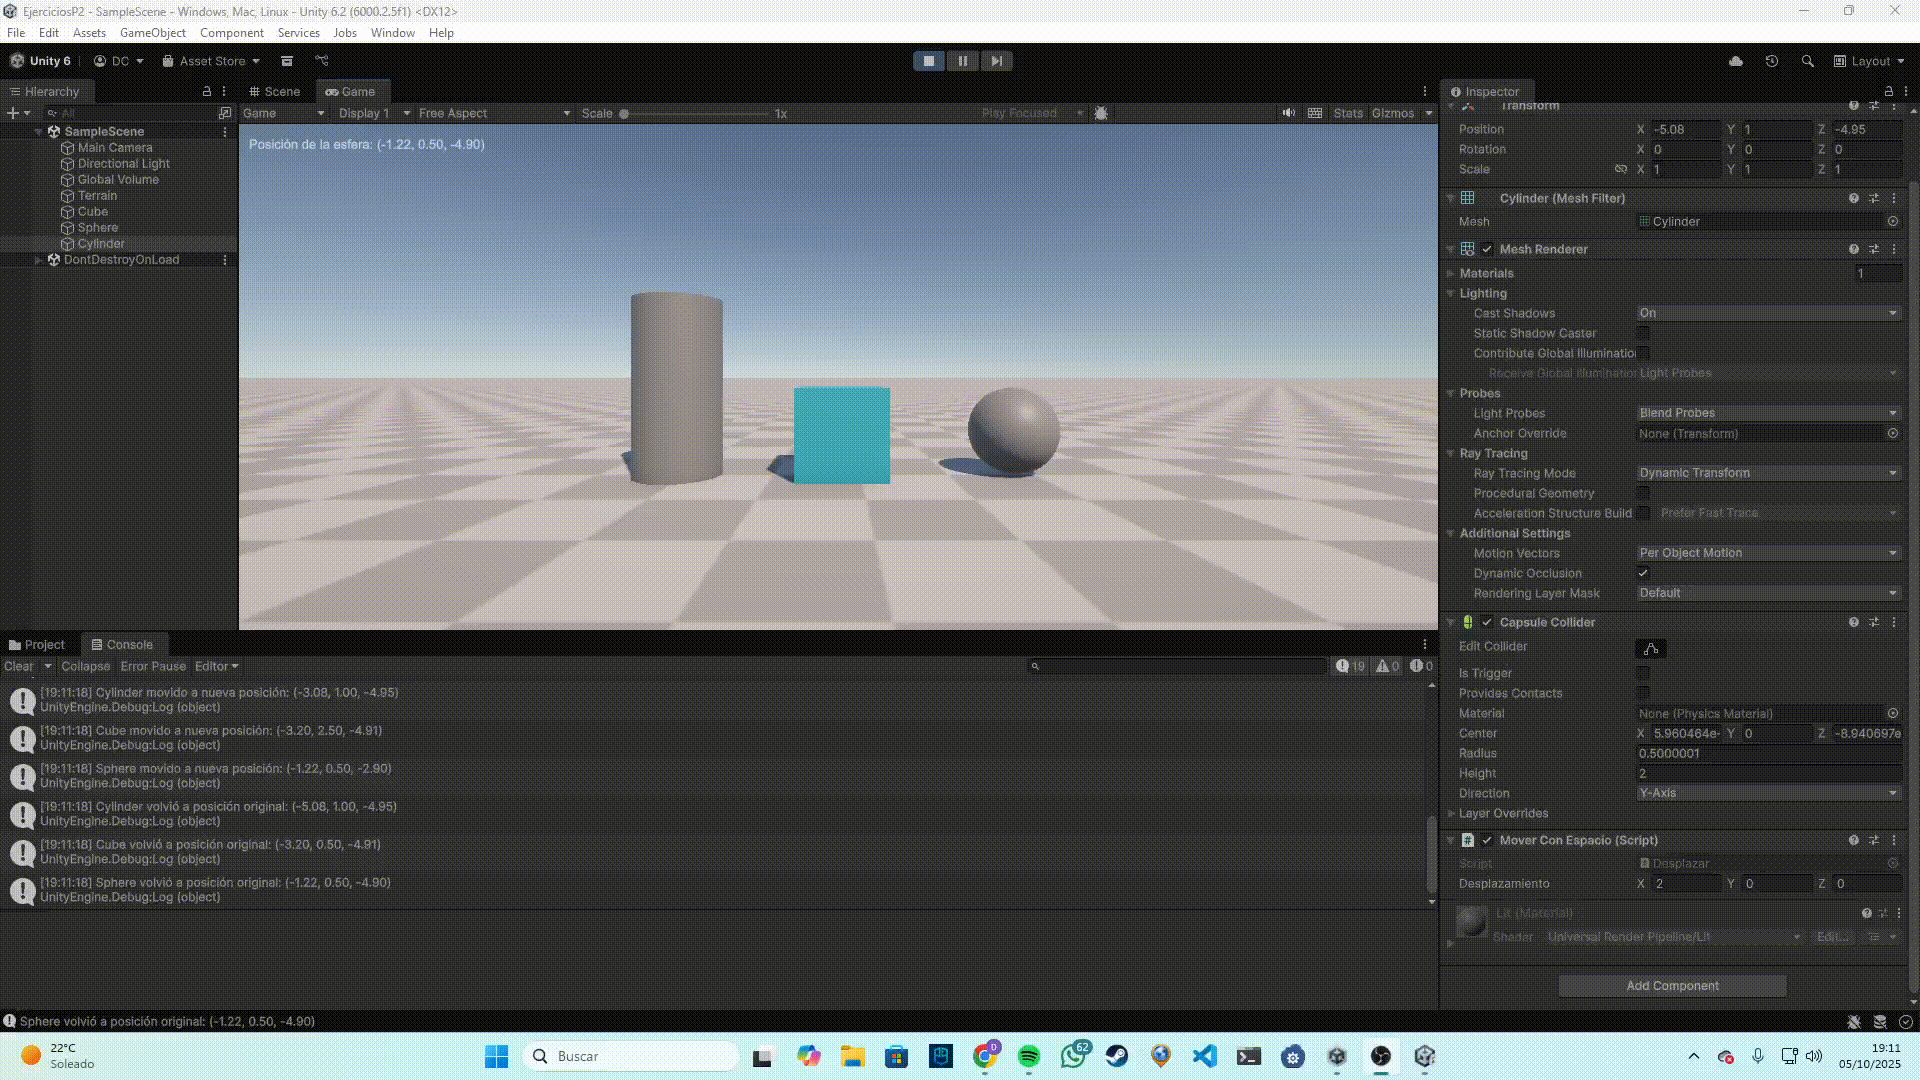 EjerciciosP2 - SampleScene - Windows, Mac, Linux - Unity 6.2 (6000.2.5f1) <DX12>
File Edit Assets GameObject Component Services Jobs Window Help
Unity 6 DC Asset Store Layout
Hierarchy
All
SampleScene
Main Camera
Directional Light
Global Volume
Terrain
Cube
Sphere
Cylinder
DontDestroyOnLoad
Scene Game
Game Display 1 Free Aspect Scale 1x Play Focused Stats Gizmos
Posición de la esfera: (-1.22, 0.50, -4.90)
Inspector
Transform
Position X -5.08 Y 1 Z -4.95
Rotation X 0 Y 0 Z 0
Scale X 1 Y 1 Z 1
Cylinder (Mesh Filter)
Mesh Cylinder
Mesh Renderer
Materials 1
Lighting
Cast Shadows On
Static Shadow Caster
Contribute Global Illuminatio
Receive Global Illumination Light Probes
Probes
Light Probes Blend Probes
Anchor Override None (Transform)
Ray Tracing
Ray Tracing Mode Dynamic Transform
Procedural Geometry
Acceleration Structure Build Prefer Fast Trace
Additional Settings
Motion Vectors Per Object Motion
Dynamic Occlusion
Rendering Layer Mask Default
Capsule Collider
Edit Collider
Is Trigger
Provides Contacts
Material None (Physics Material)
Center X 5.960464e- Y 0 Z -8.940697e
Radius 0.5000001
Height 2
Direction Y-Axis
Layer Overrides
Mover Con Espacio (Script)
Script Desplazar
Desplazamiento X 2 Y 0 Z 0
Lit (Material)
Shader Universal Render Pipeline/Lit Edit...
Add Component
Project Console
Clear Collapse Error Pause Editor 19 0 0
[19:11:18] Cylinder movido a nueva posición: (-3.08, 1.00, -4.95)
UnityEngine.Debug:Log (object)
[19:11:18] Cube movido a nueva posición: (-3.20, 2.50, -4.91)
UnityEngine.Debug:Log (object)
[19:11:18] Sphere movido a nueva posición: (-1.22, 0.50, -2.90)
UnityEngine.Debug:Log (object)
[19:11:18] Cylinder volvió a posición original: (-5.08, 1.00, -4.95)
UnityEngine.Debug:Log (object)
[19:11:18] Cube volvió a posición original: (-3.20, 0.50, -4.91)
UnityEngine.Debug:Log (object)
[19:11:18] Sphere volvió a posición original: (-1.22, 0.50, -4.90)
UnityEngine.Debug:Log (object)
Sphere volvió a posición original: (-1.22, 0.50, -4.90)
22°C
Soleado
Buscar
D
62
19:11
05/10/2025